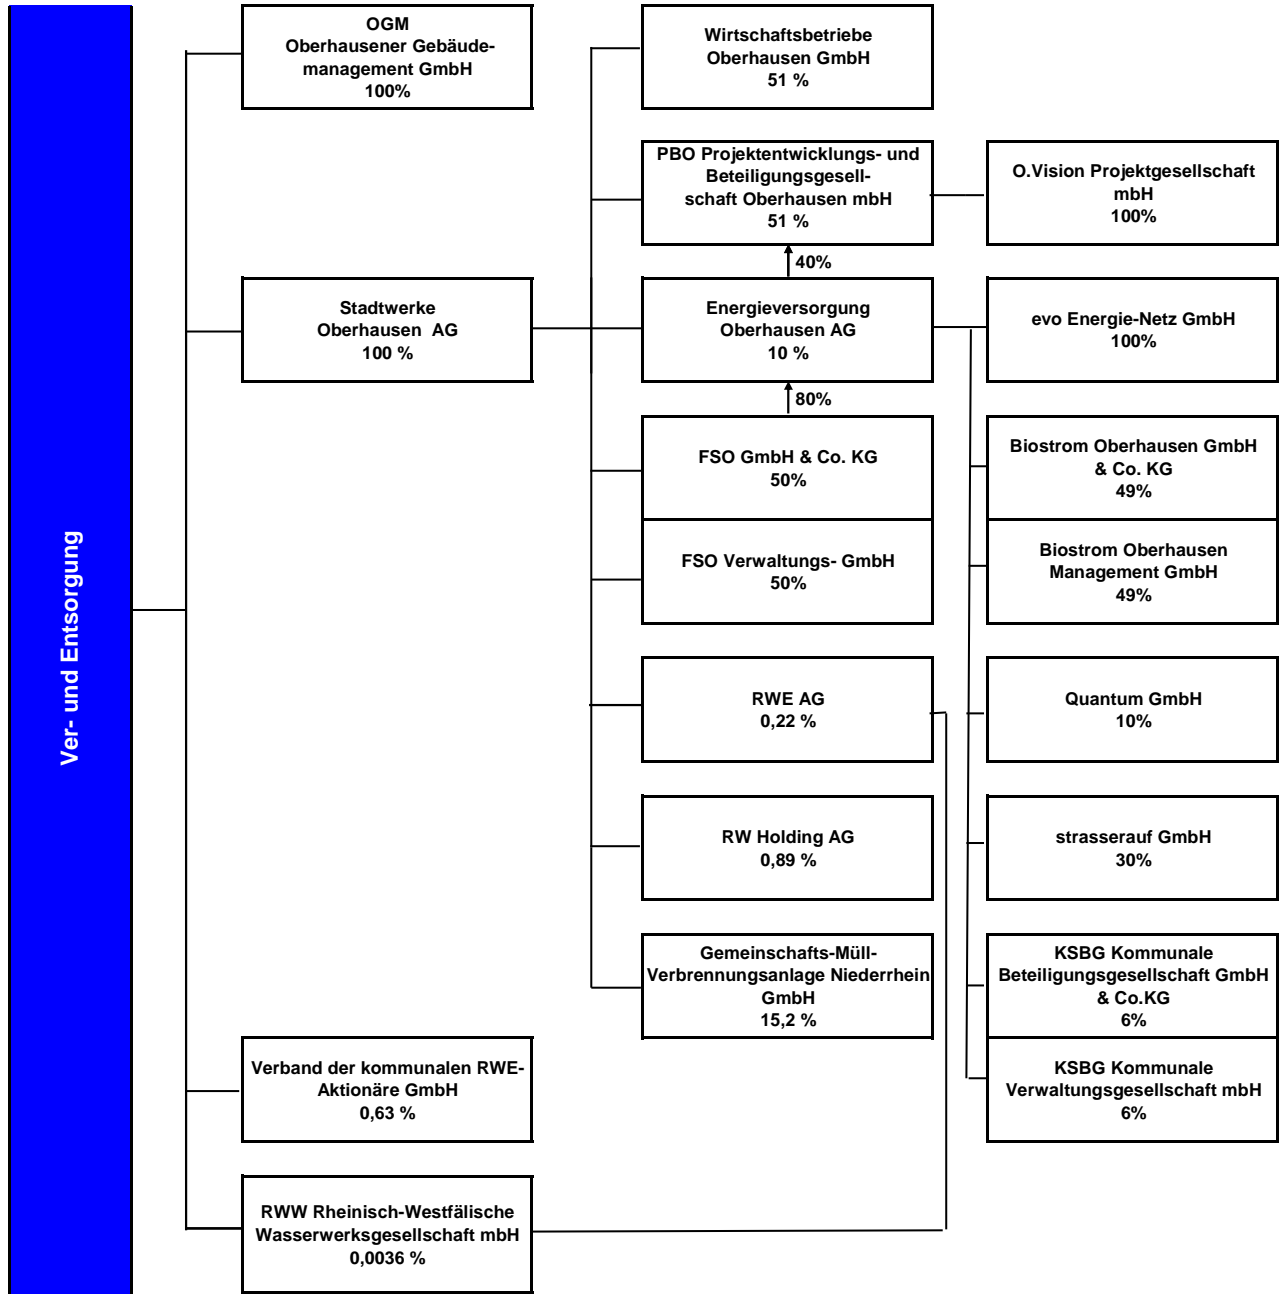 Ver- und Entsorgung
OGM
Oberhausener Gebäude-
management GmbH
100%
Stadtwerke
Oberhausen AG
100 %
Verband der kommunalen RWE-
Aktionäre GmbH
0,63 %
RWW Rheinisch-Westfälische
Wasserwerksgesellschaft mbH
0,0036 %
Wirtschaftsbetriebe
Oberhausen GmbH
51 %
PBO Projektentwicklungs- und
Beteiligungsgesell-
schaft Oberhausen mbH
51 %
40%
Energieversorgung
Oberhausen AG
10 %
80%
FSO GmbH & Co. KG
50%
FSO Verwaltungs- GmbH
50%
RWE AG
0,22 %
RW Holding AG
0,89 %
Gemeinschafts-Müll-
Verbrennungsanlage Niederrhein
GmbH
15,2 %
O.Vision Projektgesellschaft
mbH
100%
evo Energie-Netz GmbH
100%
Biostrom Oberhausen GmbH
& Co. KG
49%
Biostrom Oberhausen
Management GmbH
49%
Quantum GmbH
10%
strasserauf GmbH
30%
KSBG Kommunale
Beteiligungsgesellschaft GmbH
& Co.KG
6%
KSBG Kommunale
Verwaltungsgesellschaft mbH
6%